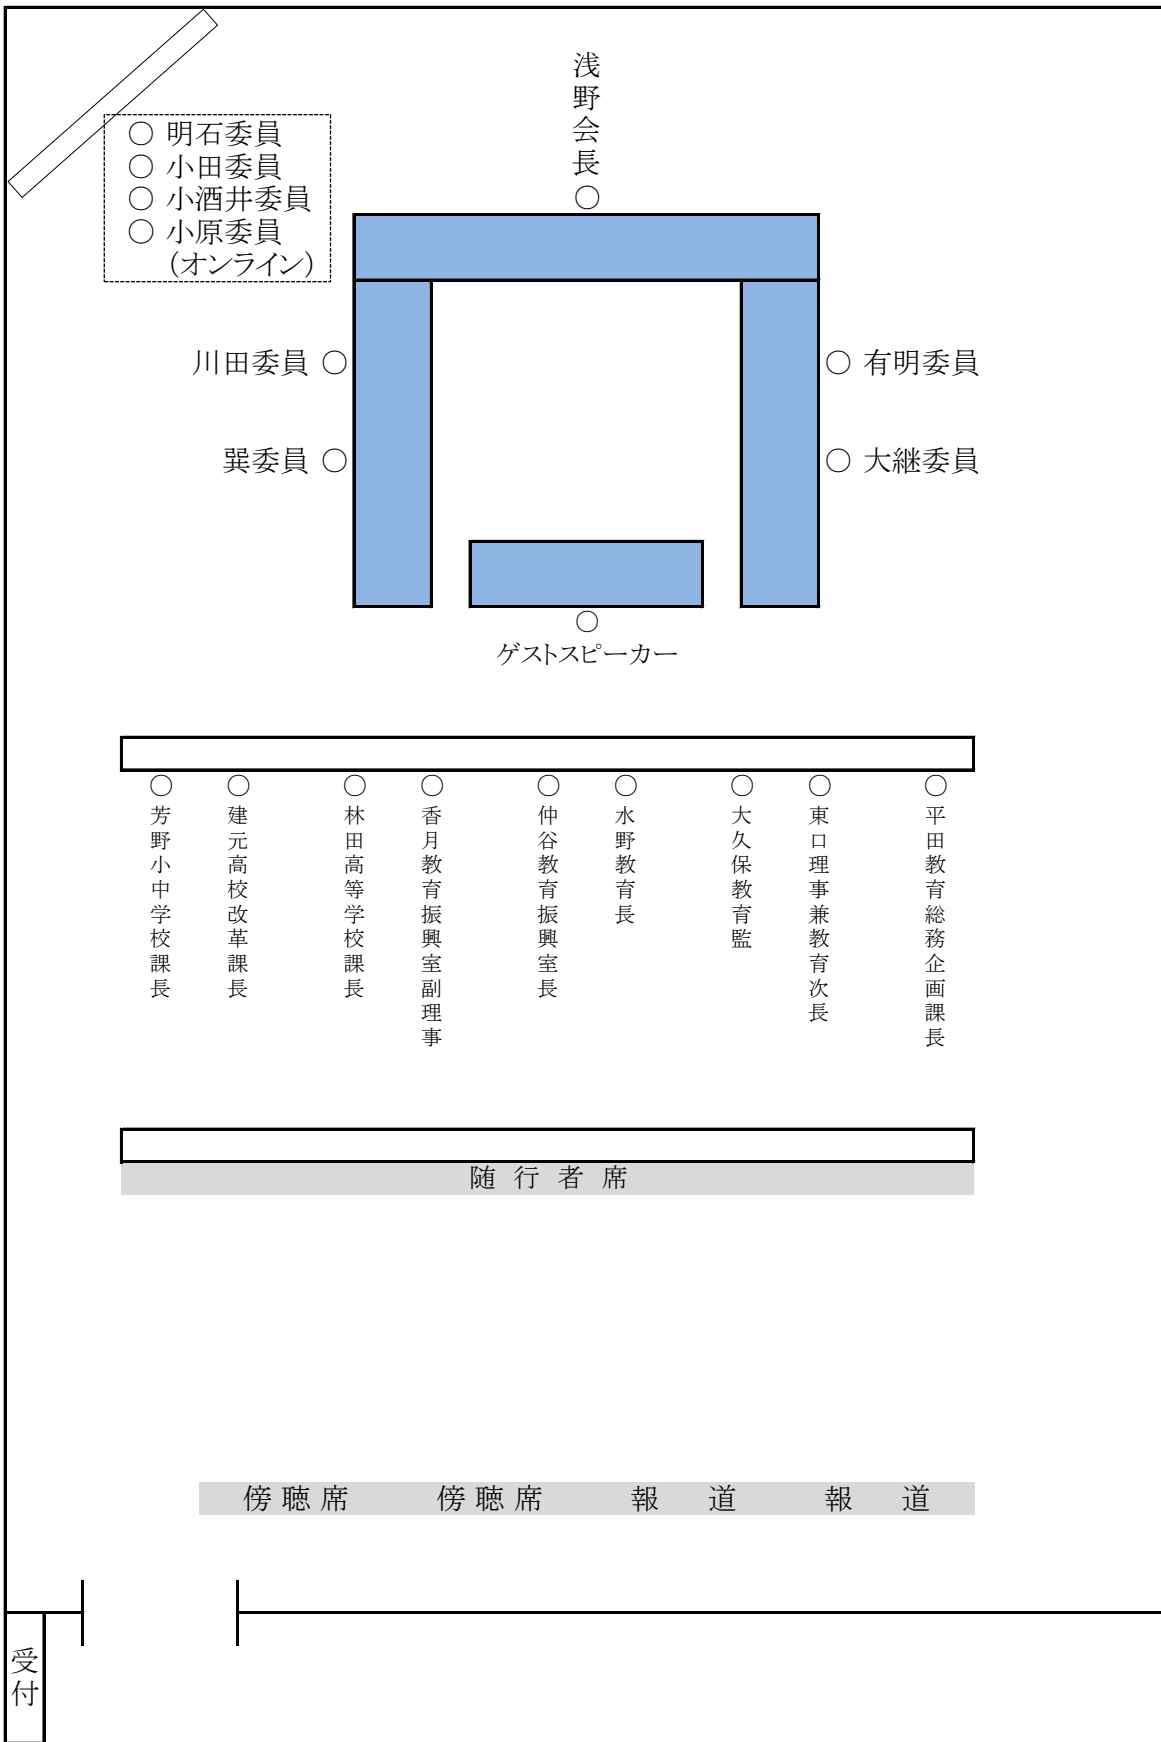 浅野会長
○
○ 明石委員
○ 小田委員
○ 小酒井委員
○ 小原委員
(オンライン)
川田委員 ○
○ 有明委員
巽委員 ○
○ 大継委員
○
ゲストスピーカー
○
芳野小中学校課長
○
建元高校改革課長
○
林田高等学校課長
○
香月教育振興室副理事
○
仲谷教育振興室長
○
水野教育長
○
大久保教育監
○
東口理事兼教育次長
○
平田教育総務企画課長
随行者席
傍聴席 傍聴席 報道 報道
受付